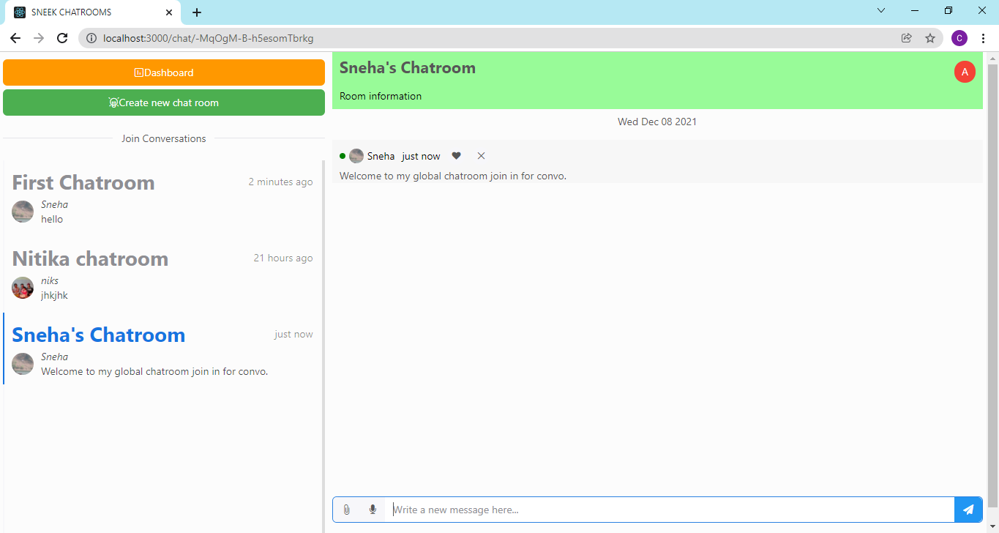 SNEEK CHATROOMS
localhost:3000/chat/-MqOgM-B-h5esomTbrkg
C
Dashboard
Create new chat room
Join Conversations
First Chatroom 2 minutes ago
Sneha
hello
Nitika chatroom 21 hours ago
niks
jhkjhk
Sneha's Chatroom just now
Sneha
Welcome to my global chatroom join in for convo.
Sneha's Chatroom
A
Room information
Wed Dec 08 2021
Sneha just now
Welcome to my global chatroom join in for convo.
Write a new message here...